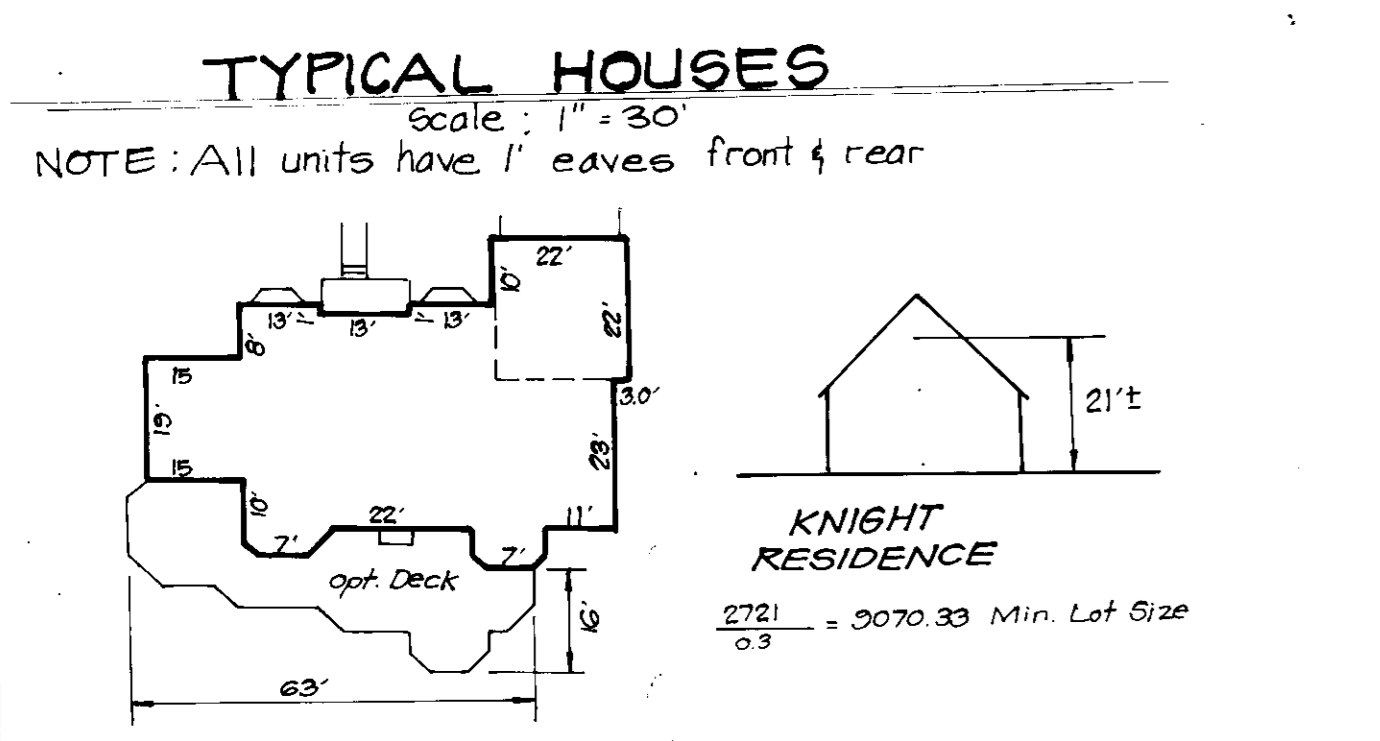 TYPICAL HOUSES
Scale : 1" = 30'
NOTE : All units have 1' eaves front & rear
22'
10'
13' 1' 13' 1' 13'
22'
8'
15
3.0'
19'
21'±
23'
15
10'
22'
11'
7'
7'
opt. Deck
16'
63'
KNIGHT
RESIDENCE
2721
0.3
= 9070.33 Min. Lot Size